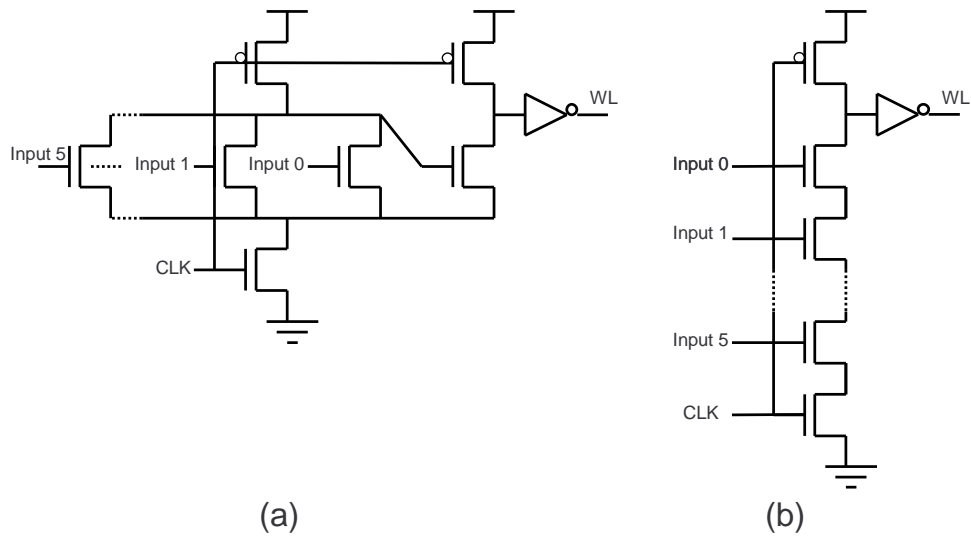 WL
Input 5
Input 1
Input 0
CLK
(a)
WL
Input 0
Input 1
Input 5
CLK
(b)